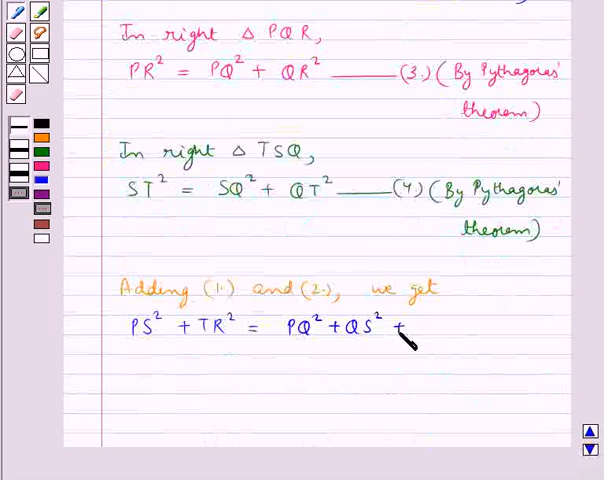 In right △ PQR,
PR² = PQ² + QR² ——— (3.) (By Pythagoras'
theorem)
In right △ TSQ,
ST² = SQ² + QT² ——— (4) (By Pythagoras'
theorem)
Adding (1.) and (2.), we get
PS² + TR² = PQ² + QS² +